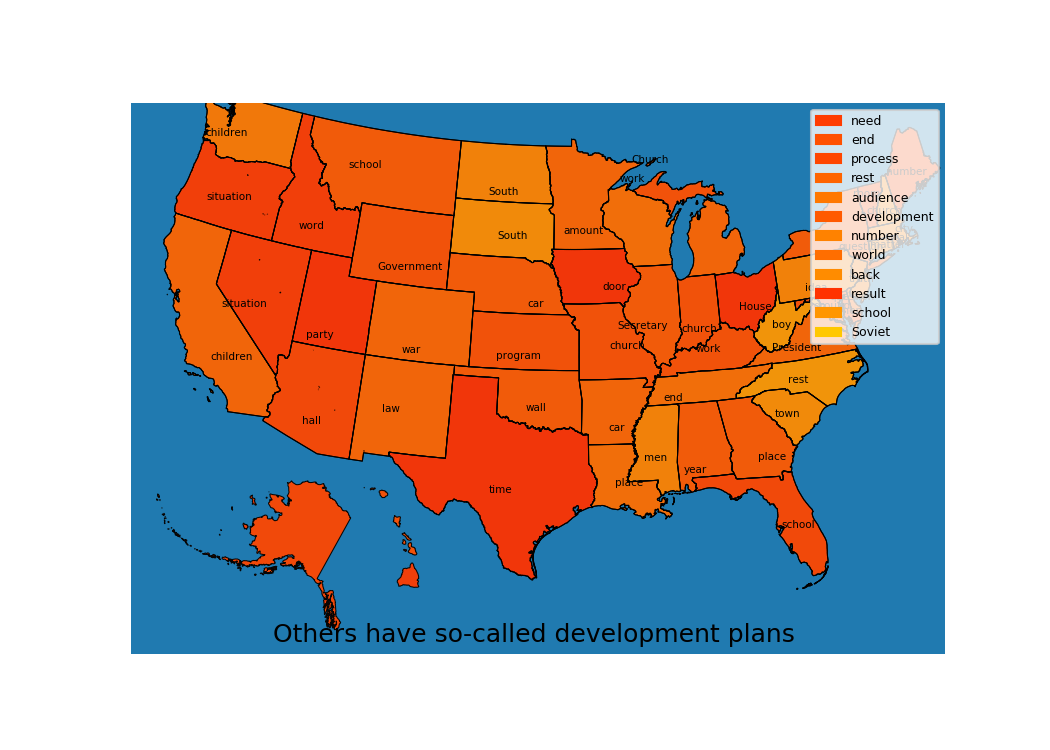 need
end
process
rest
audience
development
number
world
back
result
school
Soviet
children
Church
school
work
number
South
situation
word
amount
South
Government
door
situation
car
House
boy
Secretary
church
party
program
church
work
President
war
children
rest
end
law
wall
town
hall
car
men
place
year
time
place
school
Others have so-called development plans